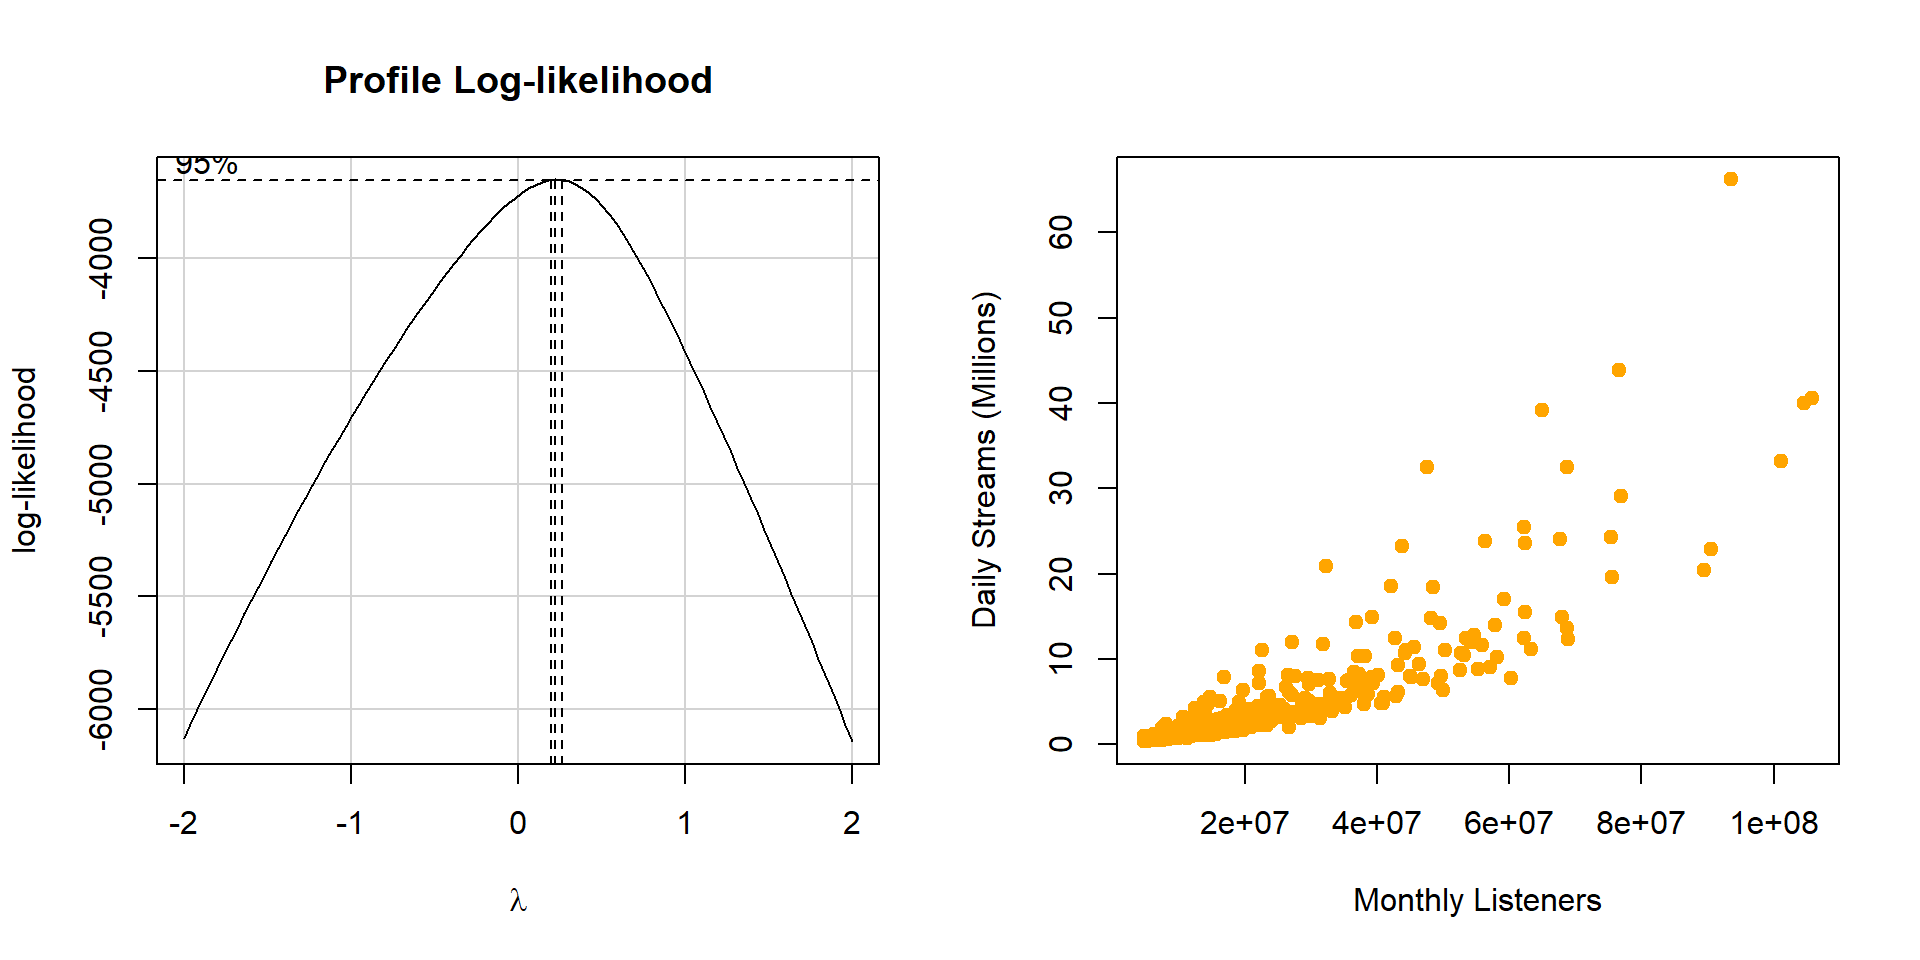 Profile Log-likelihood
95%
-4000
-4500
-5000
-5500
-6000
log-likelihood
-2 -1 0 1 2
λ
60
50
40
30
20
10
0
Daily Streams (Millions)
2e+07 4e+07 6e+07 8e+07 1e+08
Monthly Listeners